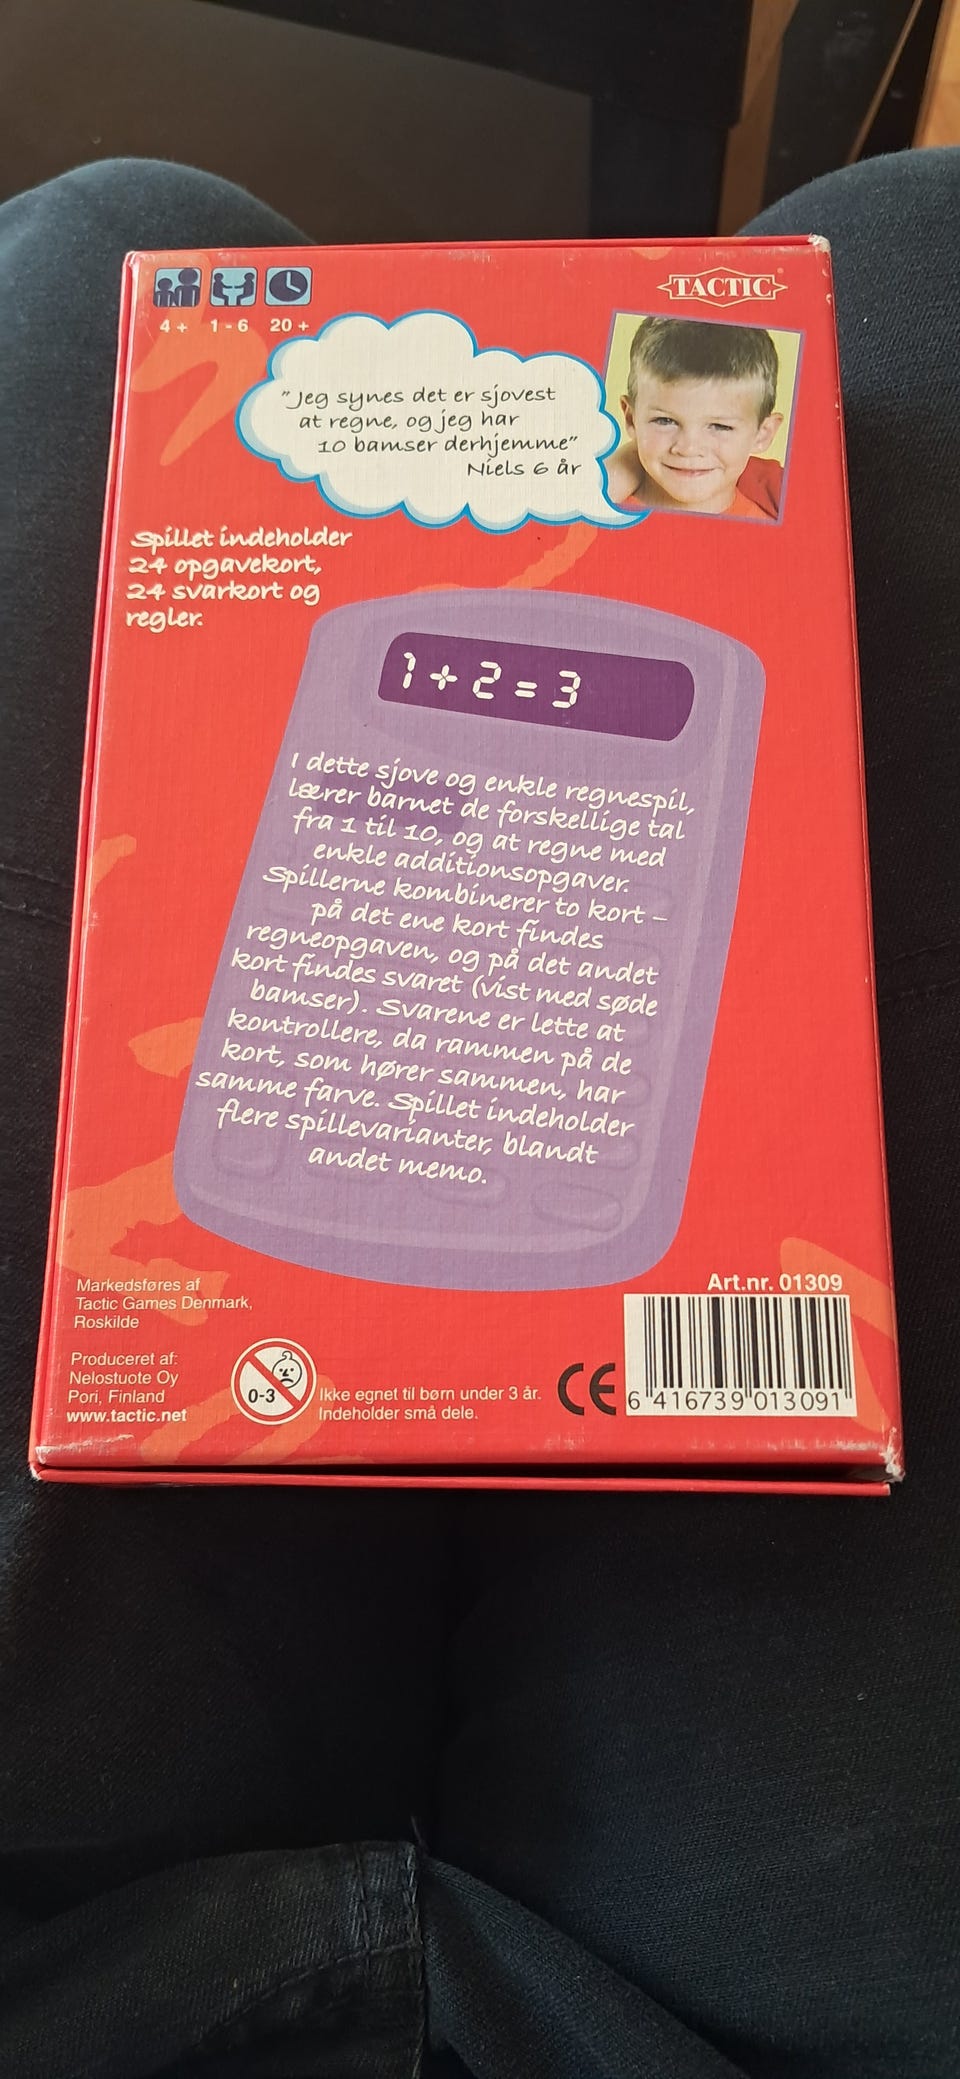 4+ 1-6 20+
TACTIC
"Jeg synes det er sjovest
at regne, og jeg har
10 bamser derhjemme"
Niels 6 år
Spillet indeholder
24 opgavekort,
24 svarkort og
regler.
1+2=3
I dette sjove og enkle regnespil,
lærer barnet de forskellige tal
fra 1 til 10, og at regne med
enkle additionsopgaver.
Spillerne kombinerer to kort –
på det ene kort findes
regneopgaven, og på det andet
kort findes svaret (vist med søde
bamser). Svarene er lette at
kontrollere, da rammen på de
kort, som hører sammen, har
samme farve. Spillet indeholder
flere spillevarianter, blandt
andet memo.
Markedsføres af
Tactic Games Denmark,
Roskilde
Produceret af:
Nelostuote Oy
Pori, Finland
www.tactic.net
0-3
Ikke egnet til børn under 3 år.
Indeholder små dele.
CE
Art.nr. 01309
6 416739 013091